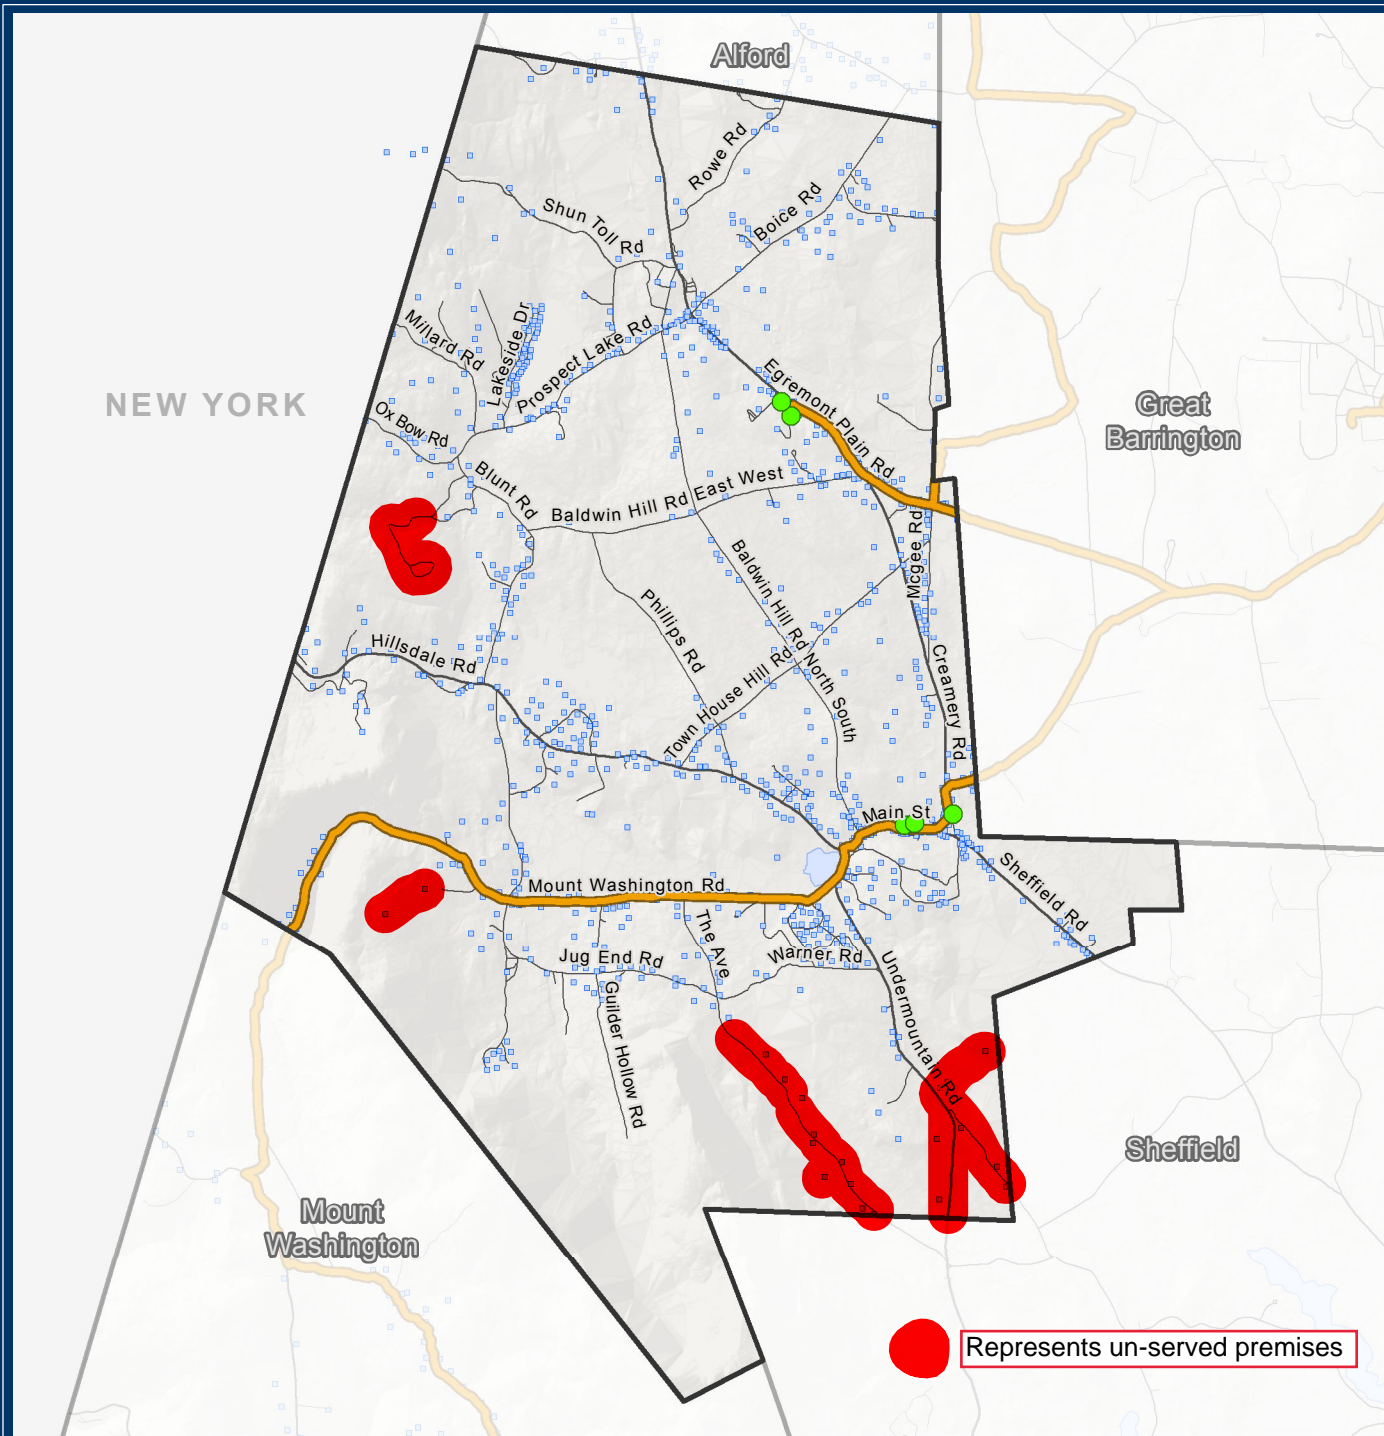 Alford
Rowe Rd
Boice Rd
Shun Toll Rd
Millard Rd
Lakeside Dr
Prospect Lake Rd
NEW YORK
Egremont Plain Rd
Great
Barrington
Ox Bow Rd
Blunt Rd
Baldwin Hill Rd East West
Mcgee Rd
Baldwin Hill Rd North South
Phillips Rd
Hillsdale Rd
Town House Hill Rd
Creamery Rd
Main St
Sheffield Rd
Mount Washington Rd
The Ave
Jug End Rd
Warner Rd
Guilder Hollow Rd
Undermountain Rd
Sheffield
Mount
Washington
Represents un-served premises